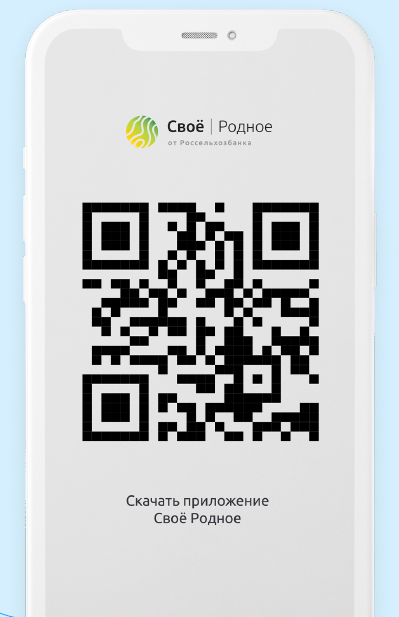 Своё | Родное
от Россельхозбанка
Скачать приложение
Своё Родное